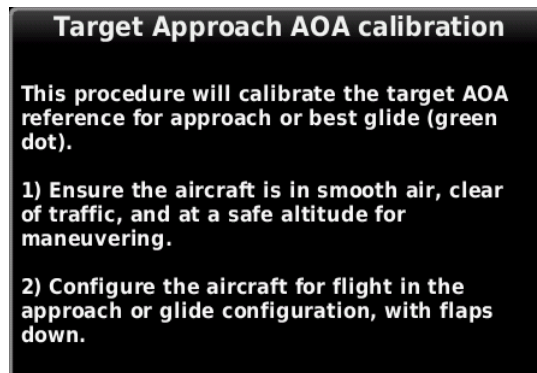 Target Approach AOA calibration
This procedure will calibrate the target AOA
reference for approach or best glide (green
dot).
1) Ensure the aircraft is in smooth air, clear
of traffic, and at a safe altitude for
maneuvering.
2) Configure the aircraft for flight in the
approach or glide configuration, with flaps
down.